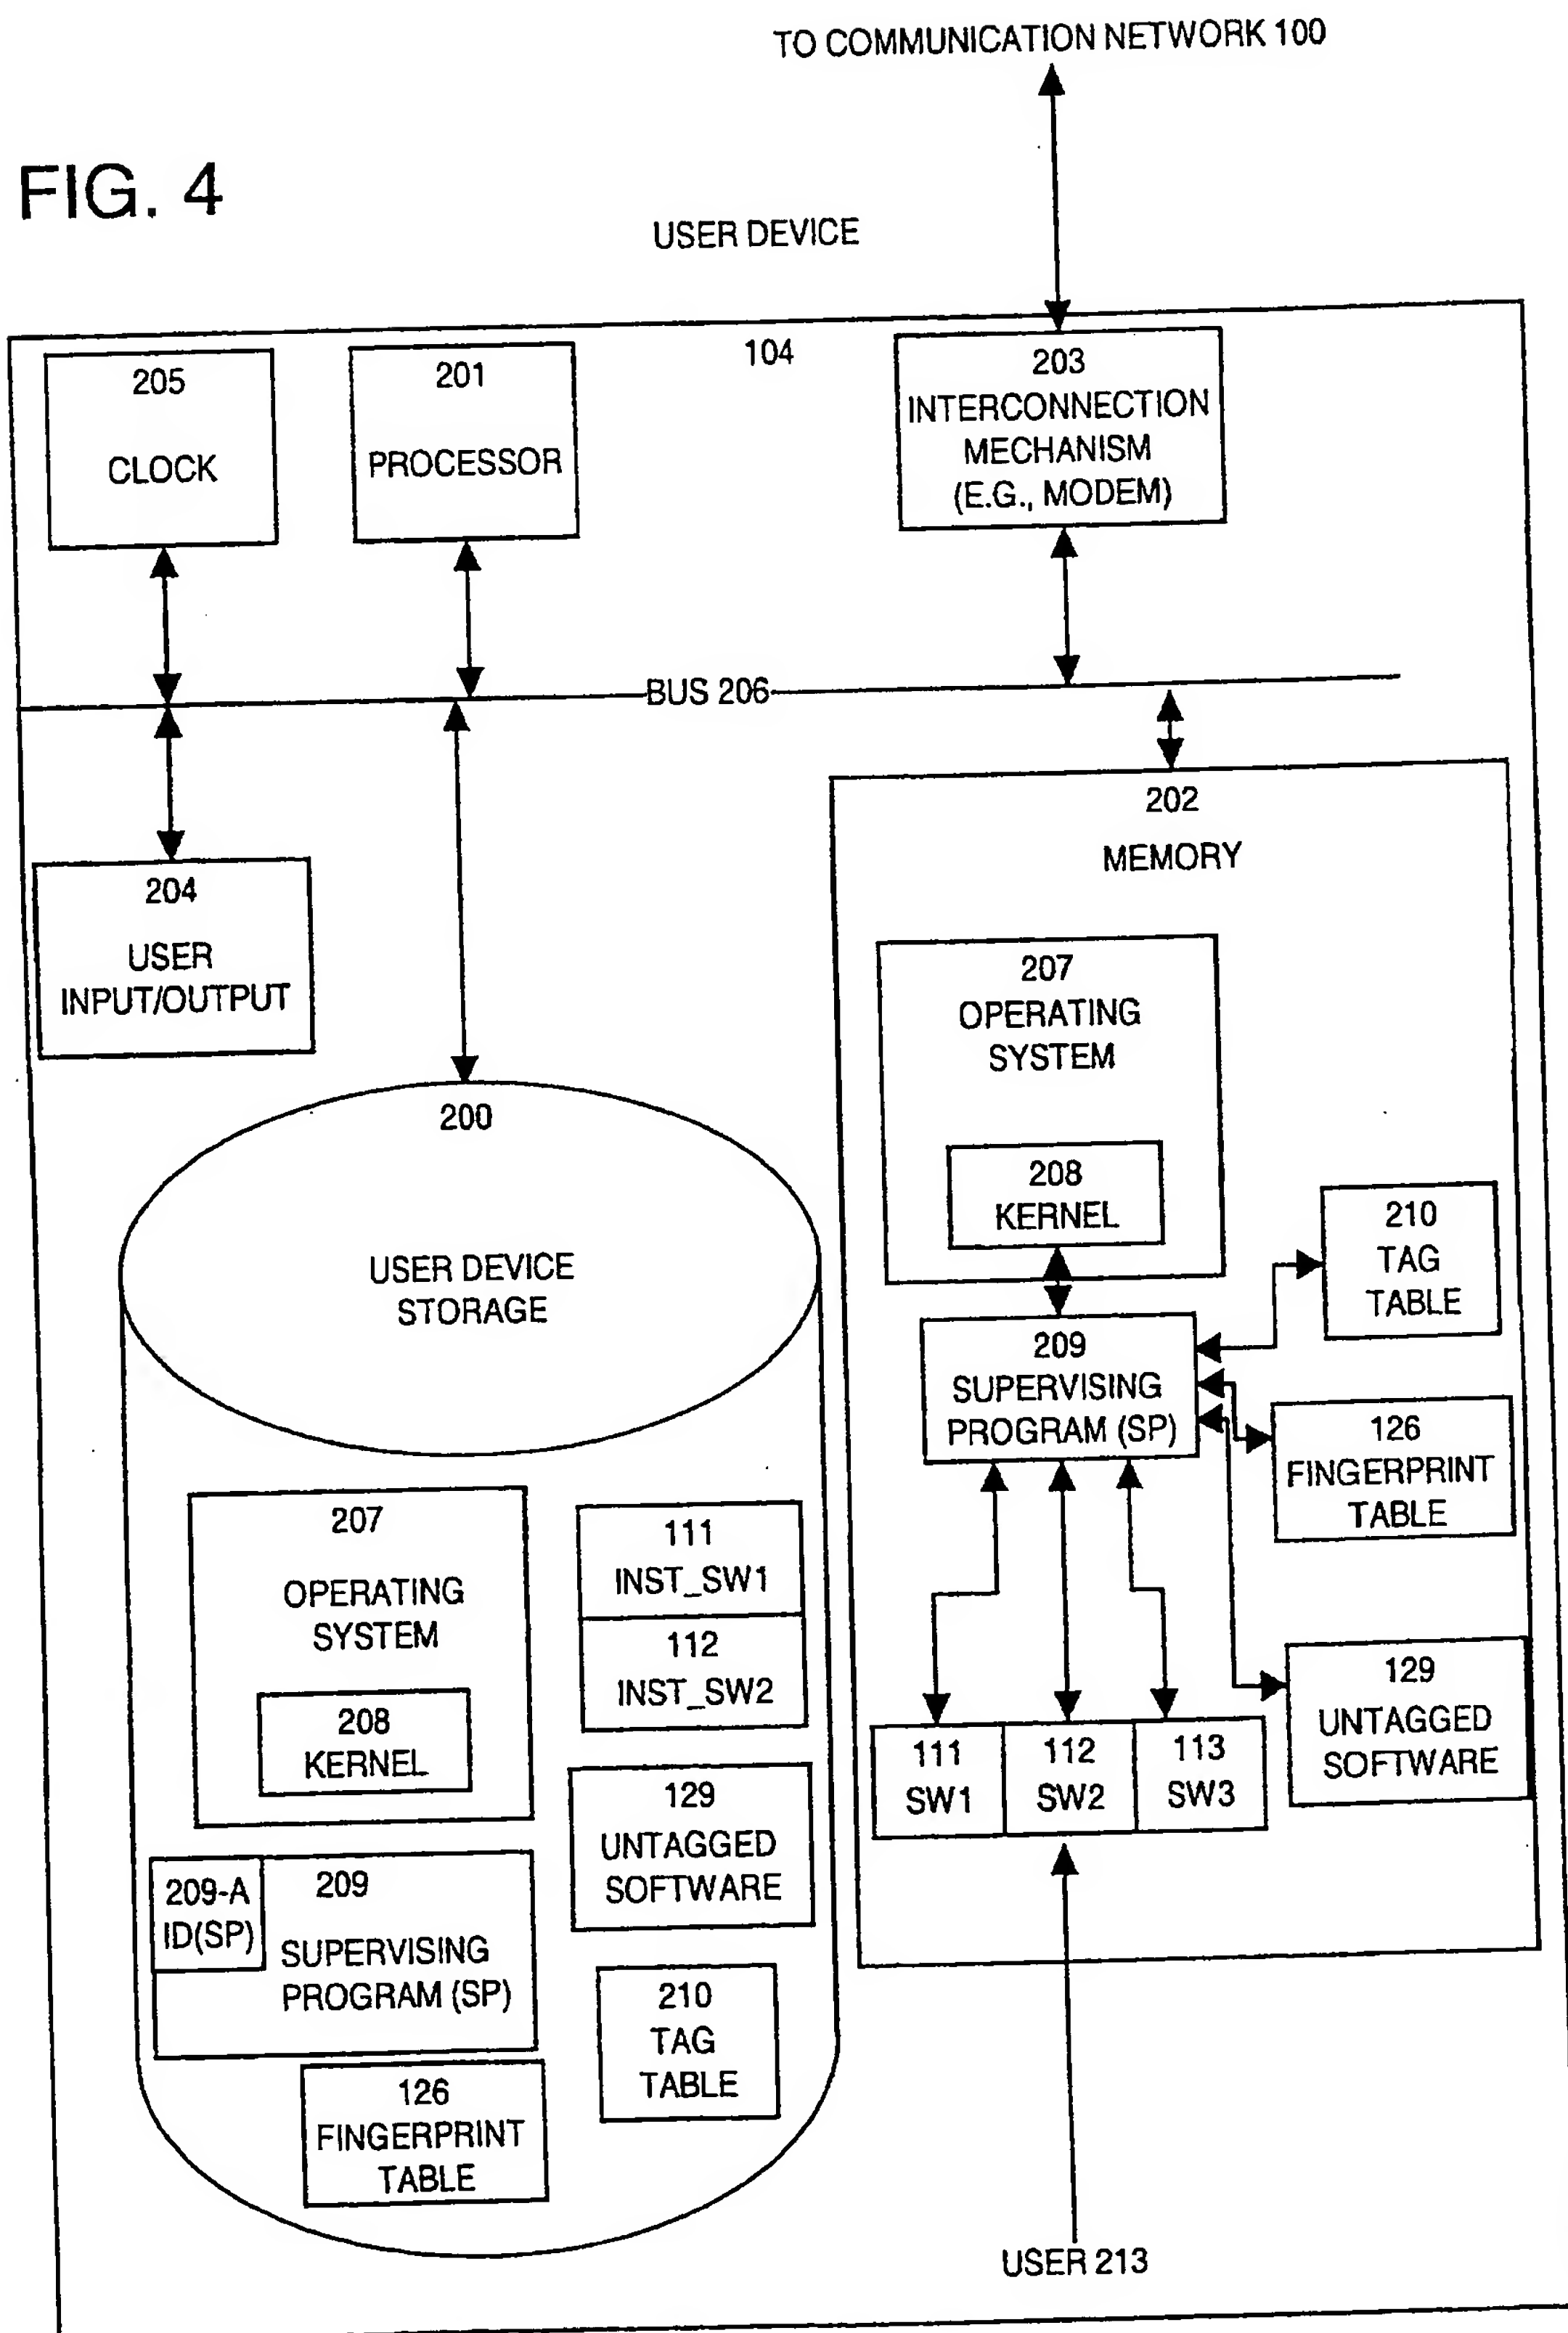 TO COMMUNICATION NETWORK 100
FIG. 4
USER DEVICE
104
205
CLOCK
201
PROCESSOR
203
INTERCONNECTION
MECHANISM
(E.G., MODEM)
BUS 206
204
USER
INPUT/OUTPUT
200
USER DEVICE
STORAGE
207
OPERATING
SYSTEM
208
KERNEL
111
INST_SW1
112
INST_SW2
129
UNTAGGED
SOFTWARE
209-A
ID(SP)
209
SUPERVISING
PROGRAM (SP)
210
TAG
TABLE
126
FINGERPRINT
TABLE
202
MEMORY
207
OPERATING
SYSTEM
208
KERNEL
210
TAG
TABLE
209
SUPERVISING
PROGRAM (SP)
126
FINGERPRINT
TABLE
129
UNTAGGED
SOFTWARE
111
SW1
112
SW2
113
SW3
USER 213